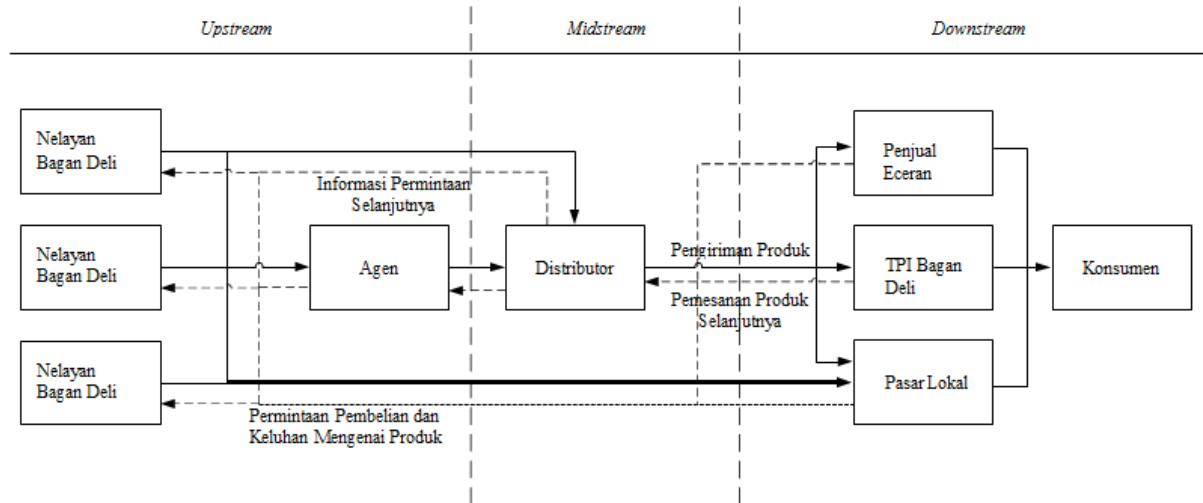 Upstream
Midstream
Downstream
Nelayan
Bagan Deli
Penjual
Eceran
Informasi Permintaan
Selanjutnya
Nelayan
Bagan Deli
Agen
Distributor
Pengiriman Produk
TPI Bagan
Deli
Konsumen
Pemesanan Produk
Selanjutnya
Nelayan
Bagan Deli
Pasar Lokal
Permintaan Pembelian dan
Keluhan Mengenai Produk